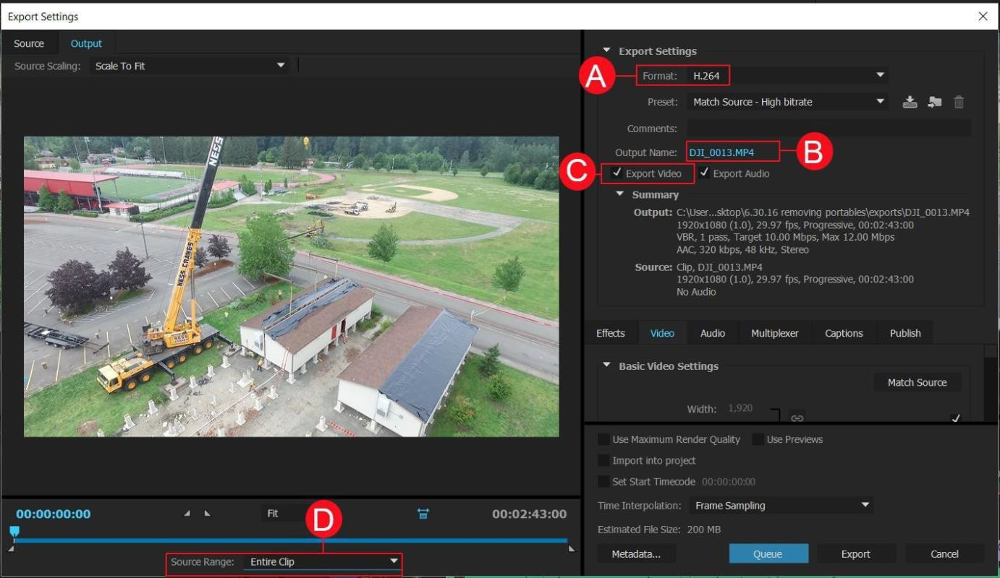 Export Settings
Source Output
Source Scaling: Scale To Fit
NESS
NESS CRANES
NESS
00:00:00:00 Fit 00:02:43:00
D
Source Range: Entire Clip
Export Settings
A Format: H.264
Preset: Match Source - High bitrate
Comments:
Output Name: DJI_0013.MP4 B
C Export Video Export Audio
Summary
Output: C:\User...sktop\6.30.16 removing portables\exports\DJI_0013.MP4
1920x1080 (1.0), 29.97 fps, Progressive, 00:02:43:00
VBR, 1 pass, Target 10.00 Mbps, Max 12.00 Mbps
AAC, 320 kbps, 48 kHz, Stereo
Source: Clip, DJI_0013.MP4
1920x1080 (1.0), 29.97 fps, Progressive, 00:02:43:00
No Audio
Effects Video Audio Multiplexer Captions Publish
Basic Video Settings
Match Source
Width: 1,920
Use Maximum Render Quality Use Previews
Import into project
Set Start Timecode 00:00:00:00
Time Interpolation: Frame Sampling
Estimated File Size: 200 MB
Metadata... Queue Export Cancel